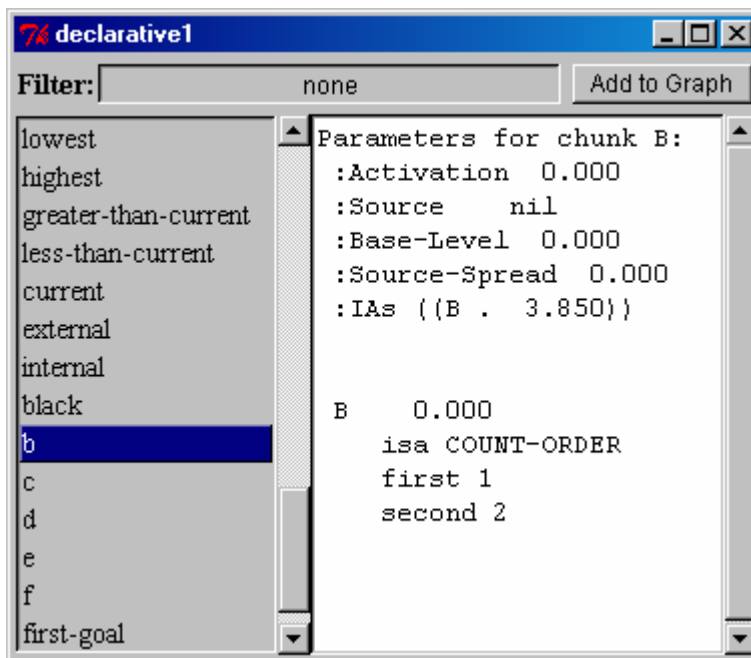 declarative1
Filter: none Add to Graph
lowest
highest
greater-than-current
less-than-current
current
external
internal
black
b
c
d
e
f
first-goal
Parameters for chunk B:
:Activation 0.000
:Source nil
:Base-Level 0.000
:Source-Spread 0.000
:IAs ((B . 3.850))
B 0.000
isa COUNT-ORDER
first 1
second 2